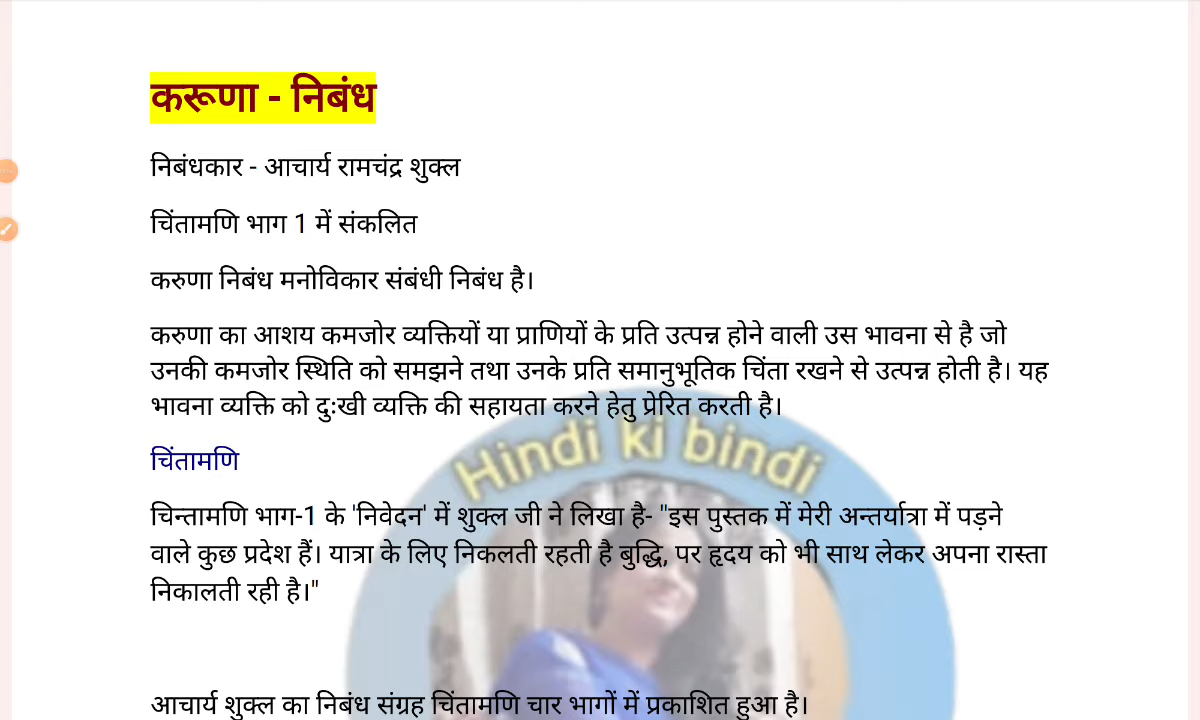 करूणा - निबंध
निबंधकार - आचार्य रामचंद्र शुक्ल
चिंतामणि भाग 1 में संकलित
करुणा निबंध मनोविकार संबंधी निबंध है।
करुणा का आशय कमजोर व्यक्तियों या प्राणियों के प्रति उत्पन्न होने वाली उस भावना से है जो
उनकी कमजोर स्थिति को समझने तथा उनके प्रति समानुभूतिक चिंता रखने से उत्पन्न होती है। यह
भावना व्यक्ति को दुःखी व्यक्ति की सहायता करने हेतु प्रेरित करती है।
Hindi ki bindi
चिंतामणि
चिन्तामणि भाग-1 के 'निवेदन' में शुक्ल जी ने लिखा है- "इस पुस्तक में मेरी अन्तर्यात्रा में पड़ने
वाले कुछ प्रदेश हैं। यात्रा के लिए निकलती रहती है बुद्धि, पर हृदय को भी साथ लेकर अपना रास्ता
निकालती रही है।"
आचार्य शुक्ल का निबंध संग्रह चिंतामणि चार भागों में प्रकाशित हुआ है।